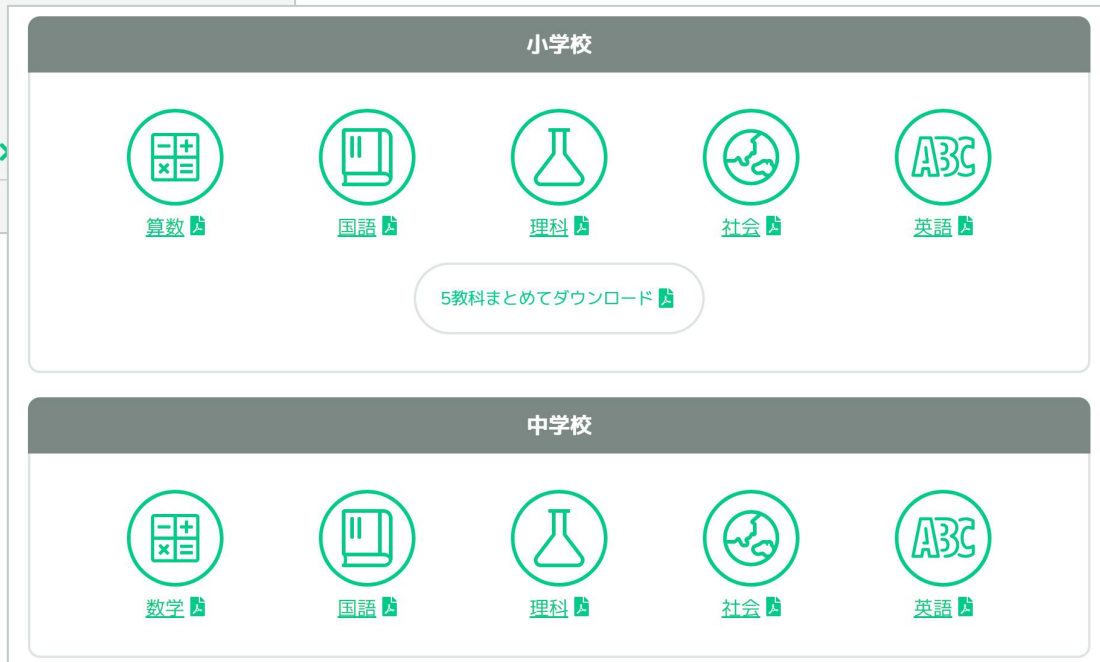 小学校
算数 国語 理科 社会 英語
5教科まとめてダウンロード
中学校
数学 国語 理科 社会 英語